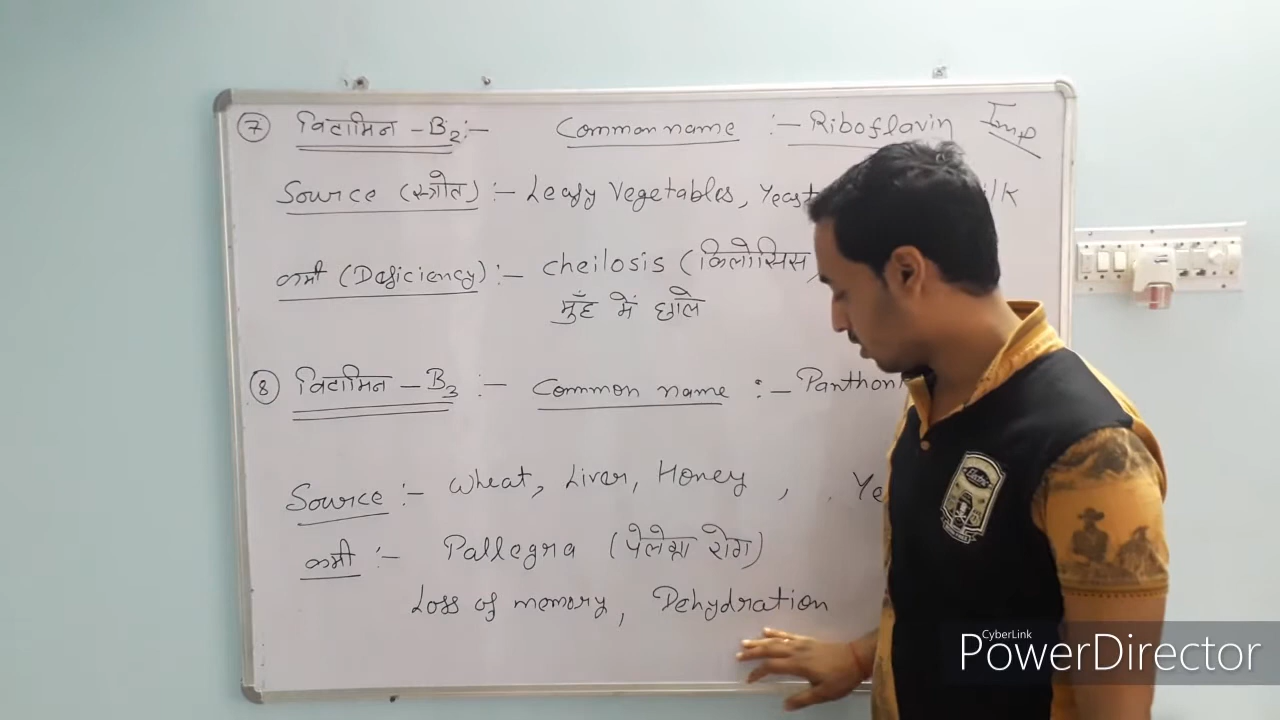 ⑦ विटामिन - B₂ :- Common name :- Riboflavin Imp
Source (स्त्रोत) :- Leafy Vegetables, Yeast
कमी (Deficiency) :- Cheilosis (किलोसिस)
मुँह में छाले
⑧ विटामिन - B₃ :- Common name :- Panthon
Source :- Wheat, Liver, Honey ,
कमी :- Pallegra (पेलेग्रा रोग)
Loss of memory, Dehydration
CyberLink
PowerDirector